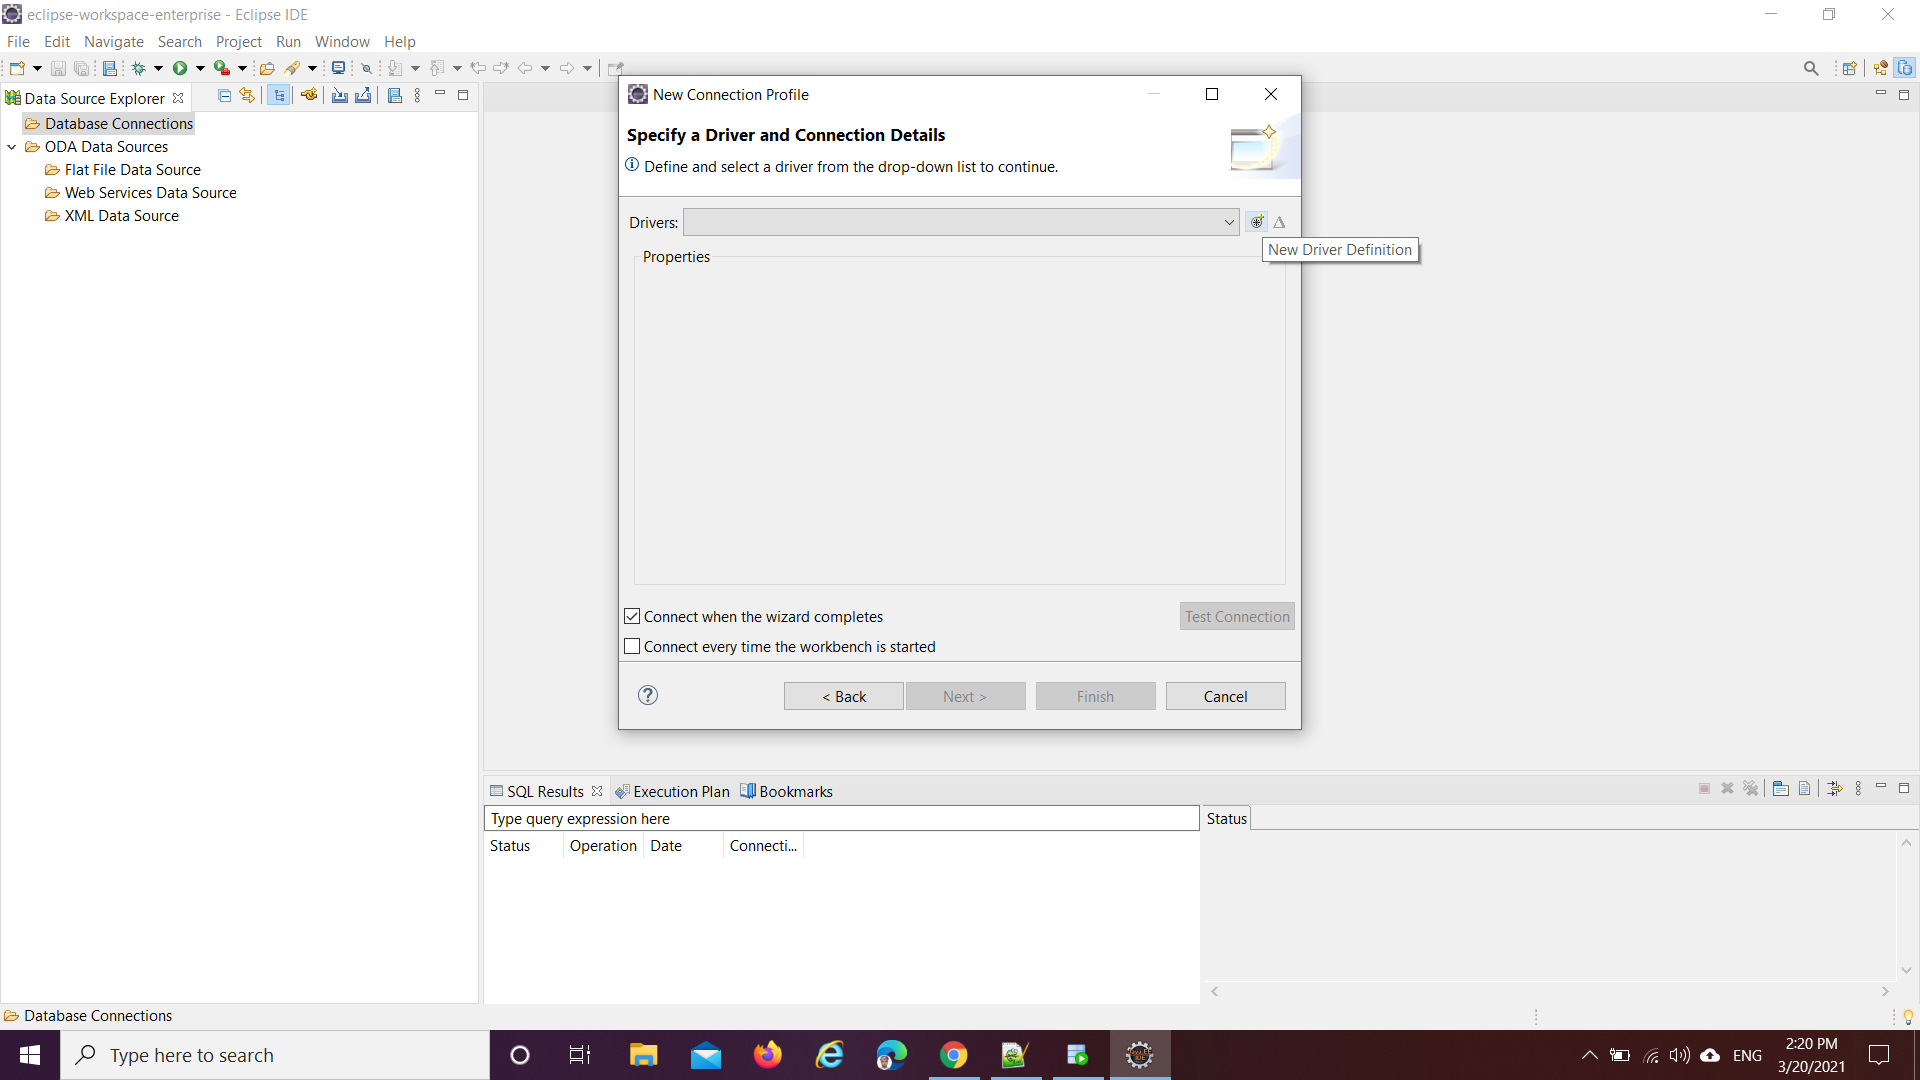 eclipse-workspace-enterprise - Eclipse IDE
File Edit Navigate Search Project Run Window Help
Data Source Explorer
Database Connections
ODA Data Sources
Flat File Data Source
Web Services Data Source
XML Data Source
New Connection Profile
Specify a Driver and Connection Details
Define and select a driver from the drop-down list to continue.
Drivers:
New Driver Definition
Properties
Connect when the wizard completes
Test Connection
Connect every time the workbench is started
< Back
Next >
Finish
Cancel
SQL Results
Execution Plan
Bookmarks
Type query expression here
Status
Status Operation Date Connecti...
Database Connections
Type here to search
ENG
2:20 PM
3/20/2021